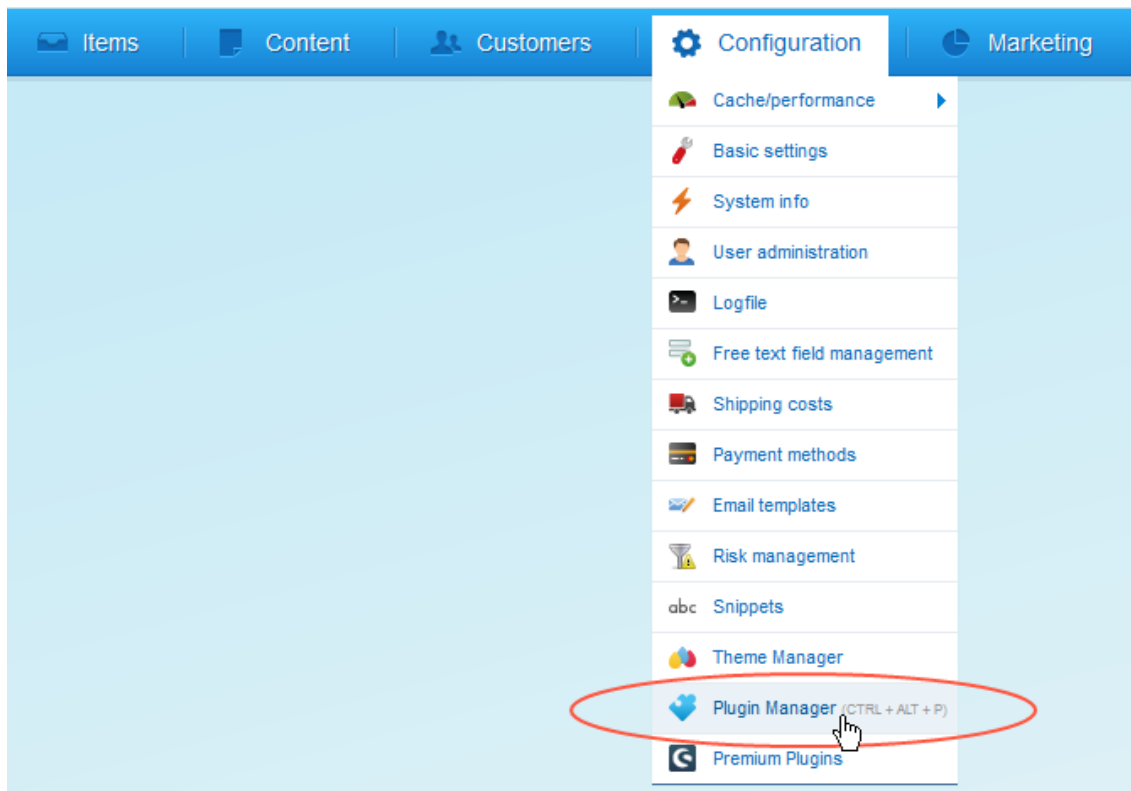 Items Content Customers Configuration Marketing
Cache/performance
Basic settings
System info
User administration
Logfile
Free text field management
Shipping costs
Payment methods
Email templates
Risk management
abc Snippets
Theme Manager
Plugin Manager (CTRL + ALT + P)
Premium Plugins